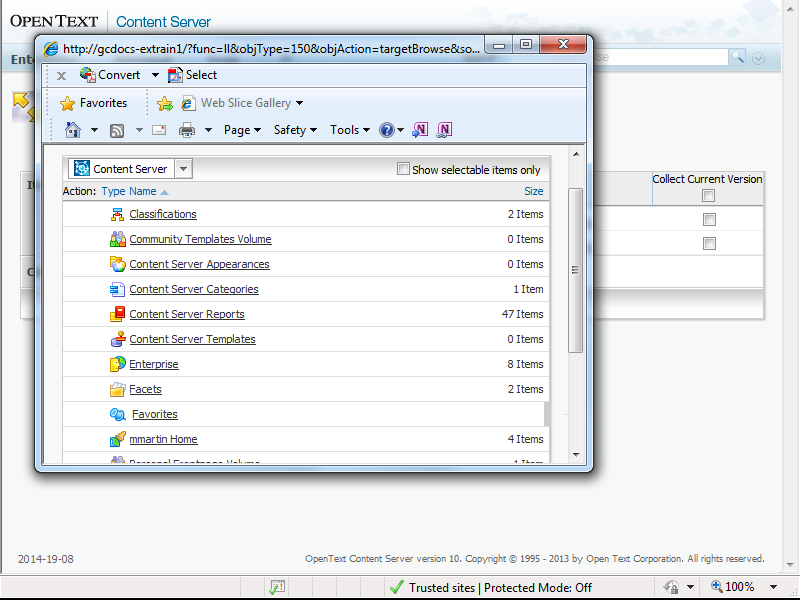 OPENTEXT Content Server
http://gcdocs-extrain1/?func=ll&objType=150&objAction=targetBrowse&so...
Ente
se
x Convert Select
Favorites Web Slice Gallery
Page Safety Tools
Content Server Show selectable items only
Action: Type Name Size
Classifications 2 Items
Community Templates Volume 0 Items
Content Server Appearances 0 Items
Content Server Categories 1 Item
Content Server Reports 47 Items
Content Server Templates 0 Items
Enterprise 8 Items
Facets 2 Items
Favorites
mmartin Home 4 Items
Personal Frontpage Volume 1 Item
Collect Current Version
2014-19-08
OpenText Content Server version 10. Copyright © 1995 - 2013 by Open Text Corporation. All rights reserved.
Trusted sites | Protected Mode: Off 100%